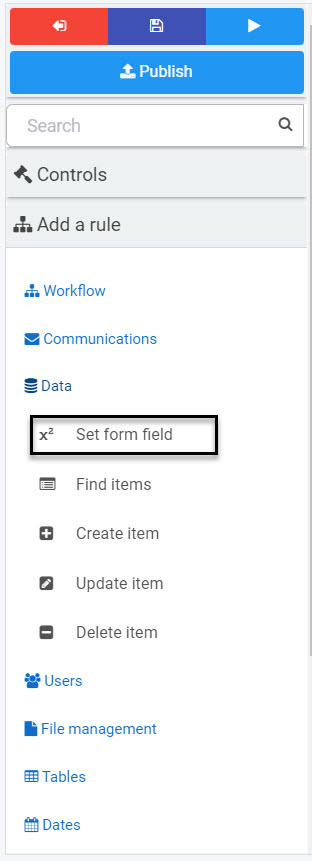 Publish
Search
Controls
Add a rule
Workflow
Communications
Data
x² Set form field
Find items
Create item
Update item
Delete item
Users
File management
Tables
Dates